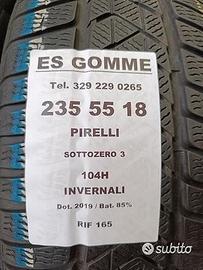 ES GOMME
Tel. 329 229 0265
235 55 18
PIRELLI
SOTTOZERO 3
104H
INVERNALI
Dot. 2019 / Bat. 85%
RIF 165
subito